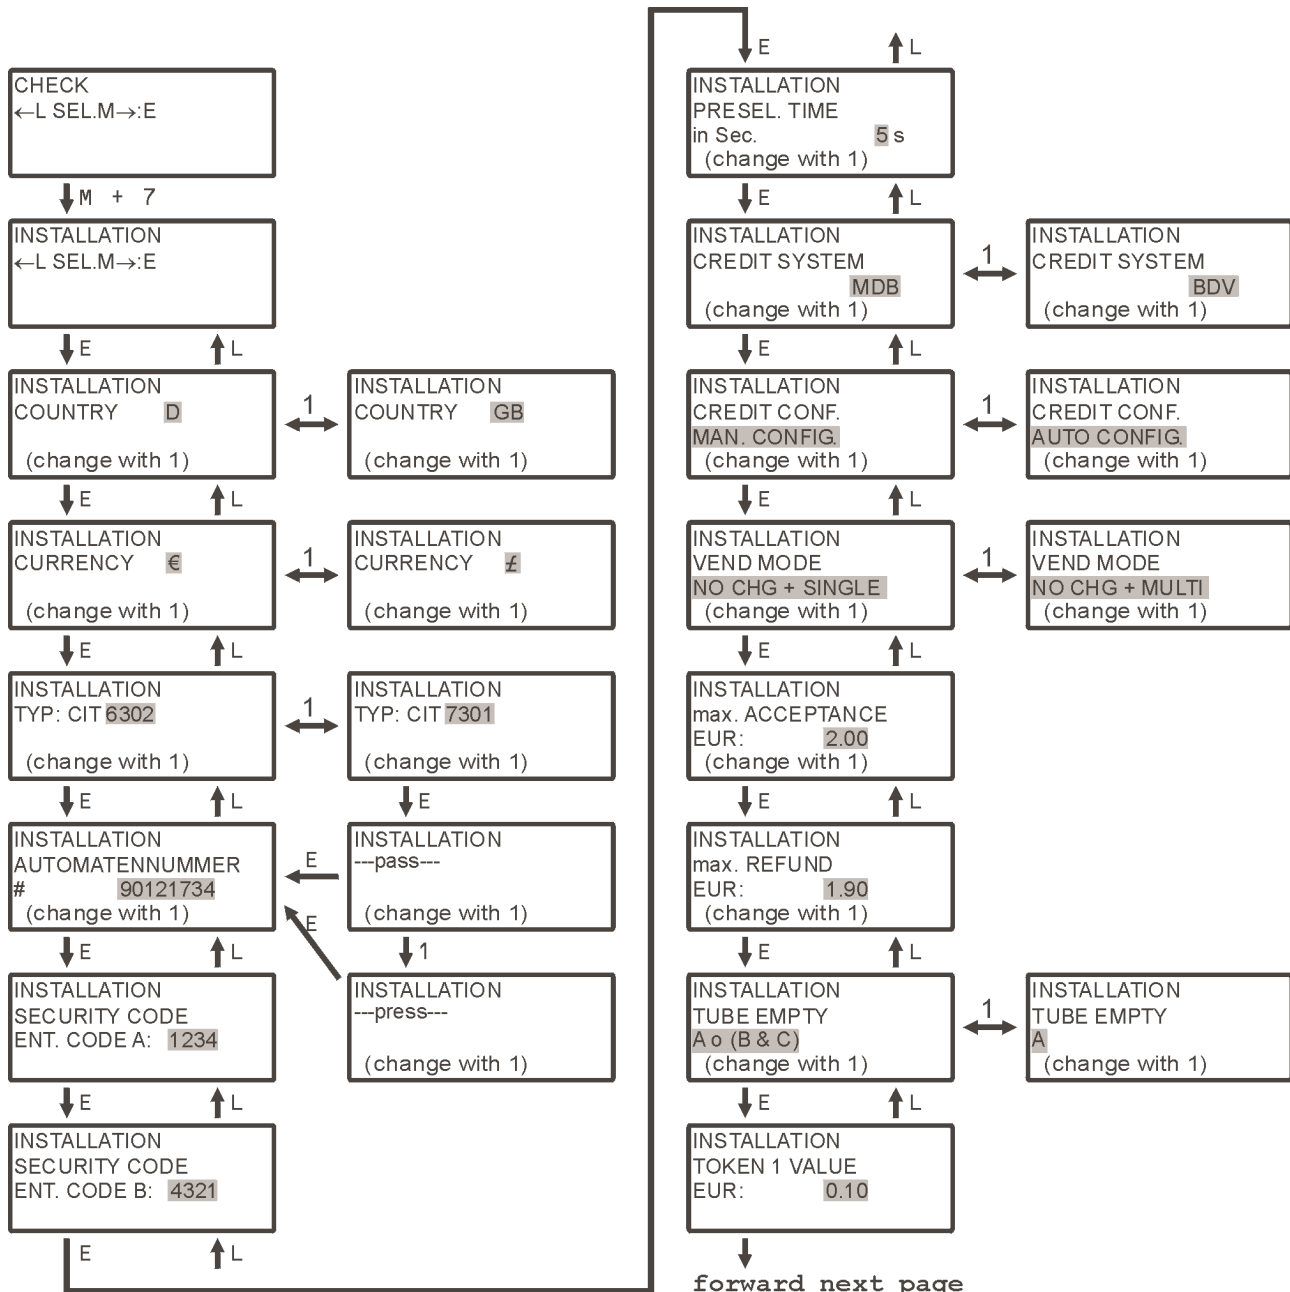 CHECK
←L SEL.M→:E
M + 7
INSTALLATION
←L SEL.M→:E
E L
INSTALLATION
COUNTRY D
(change with 1)
1
INSTALLATION
COUNTRY GB
(change with 1)
E L
INSTALLATION
CURRENCY €
(change with 1)
1
INSTALLATION
CURRENCY £
(change with 1)
E L
INSTALLATION
TYP: CIT 6302
(change with 1)
1
INSTALLATION
TYP: CIT 7301
(change with 1)
E L
E
INSTALLATION
AUTOMATENNUMMER
# 90121734
(change with 1)
E
E
INSTALLATION
---pass---
(change with 1)
E L
1
INSTALLATION
SECURITY CODE
ENT. CODE A: 1234
INSTALLATION
---press---
(change with 1)
E L
INSTALLATION
SECURITY CODE
ENT. CODE B: 4321
E L
E L
INSTALLATION
PRESEL. TIME
in Sec. 5 s
(change with 1)
E L
INSTALLATION
CREDIT SYSTEM
MDB
(change with 1)
1
INSTALLATION
CREDIT SYSTEM
BDV
(change with 1)
E L
INSTALLATION
CREDIT CONF.
MAN. CONFIG.
(change with 1)
1
INSTALLATION
CREDIT CONF.
AUTO CONFIG.
(change with 1)
E L
INSTALLATION
VEND MODE
NO CHG + SINGLE
(change with 1)
1
INSTALLATION
VEND MODE
NO CHG + MULTI
(change with 1)
E L
INSTALLATION
max. ACCEPTANCE
EUR: 2.00
(change with 1)
E L
INSTALLATION
max. REFUND
EUR: 1.90
(change with 1)
E L
INSTALLATION
TUBE EMPTY
A o (B & C)
(change with 1)
1
INSTALLATION
TUBE EMPTY
A
(change with 1)
E L
INSTALLATION
TOKEN 1 VALUE
EUR: 0.10
forward next page